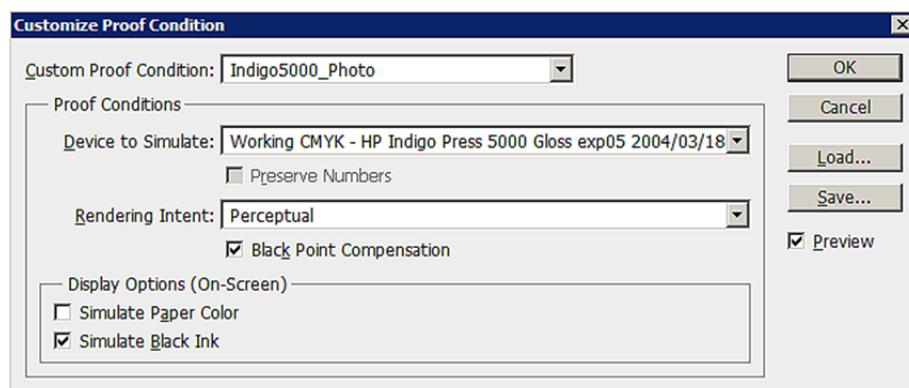 Customize Proof Condition
Custom Proof Condition: Indigo5000_Photo
OK
Proof Conditions
Cancel
Device to Simulate: Working CMYK - HP Indigo Press 5000 Gloss exp05 2004/03/18
Load...
Preserve Numbers
Save...
Rendering Intent: Perceptual
Preview
Black Point Compensation
Display Options (On-Screen)
Simulate Paper Color
Simulate Black Ink